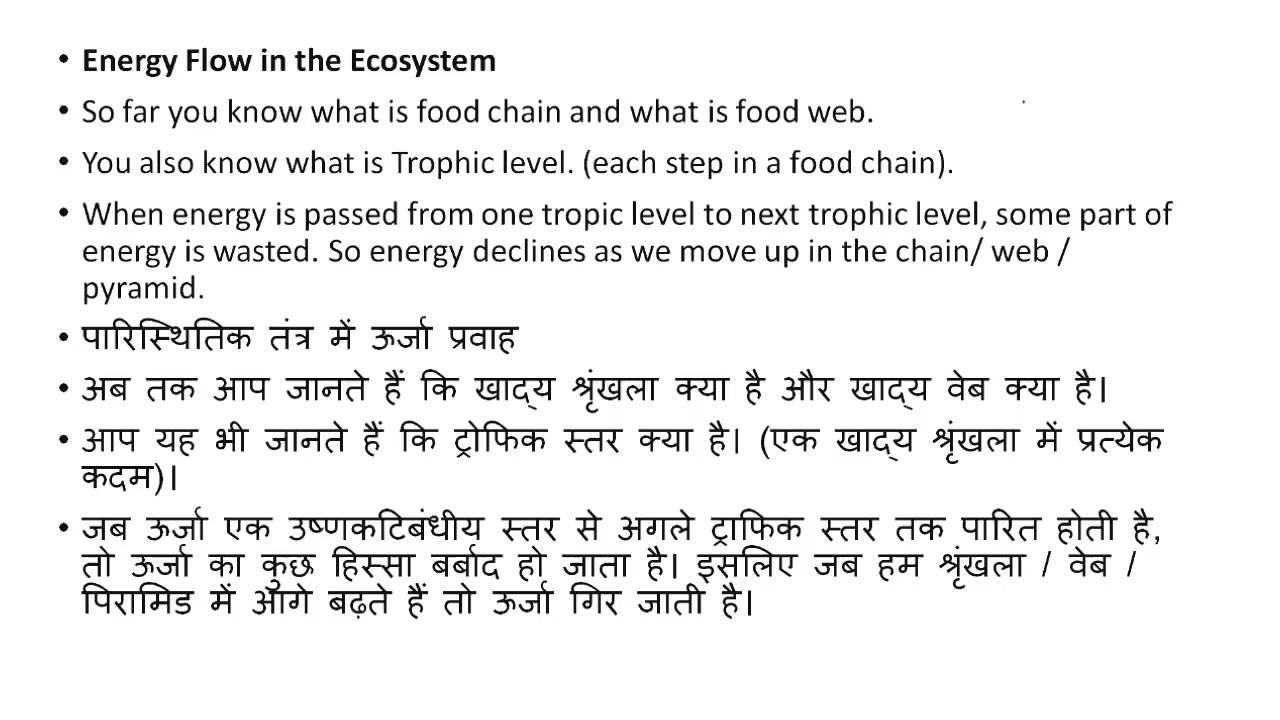 • Energy Flow in the Ecosystem
• So far you know what is food chain and what is food web.
• You also know what is Trophic level. (each step in a food chain).
• When energy is passed from one tropic level to next trophic level, some part of
energy is wasted. So energy declines as we move up in the chain/ web /
pyramid.
• पारिस्थितिक तंत्र में ऊर्जा प्रवाह
• अब तक आप जानते हैं कि खाद्य श्रृंखला क्या है और खाद्य वेब क्या है।
• आप यह भी जानते हैं कि ट्रोफिक स्तर क्या है। (एक खाद्य श्रृंखला में प्रत्येक
कदम)।
• जब ऊर्जा एक उष्णकटिबंधीय स्तर से अगले ट्राफिक स्तर तक पारित होती है,
तो ऊर्जा का कुछ हिस्सा बर्बाद हो जाता है। इसलिए जब हम श्रृंखला / वेब /
पिरामिड में आगे बढ़ते हैं तो ऊर्जा गिर जाती है।